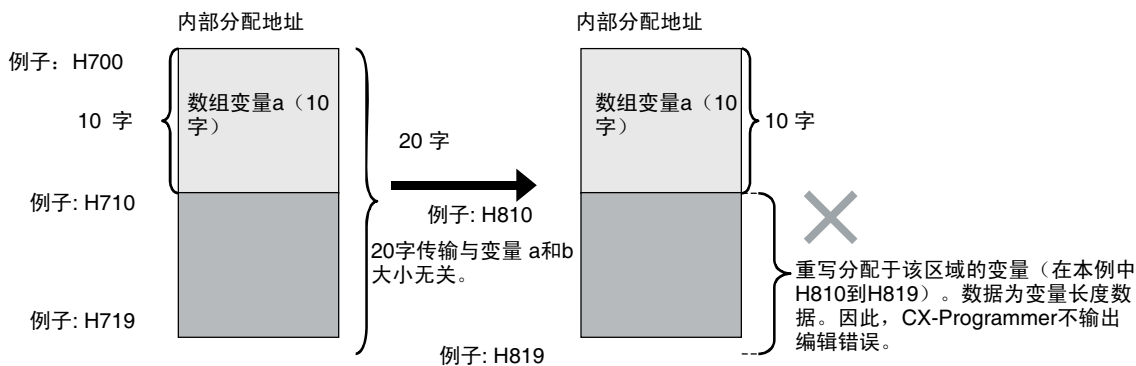 内部分配地址
内部分配地址
例子：H700
数组变量a（10
字）
10 字
20 字
数组变量a（10
字）
10 字
例子: H710
例子: H810
20字传输与变量 a和b
大小无关。
重写分配于该区域的变量（在本例中
H810到H819）。数据为变量长度数
据。因此，CX-Programmer不输出
编辑错误。
例子: H719
例子: H819